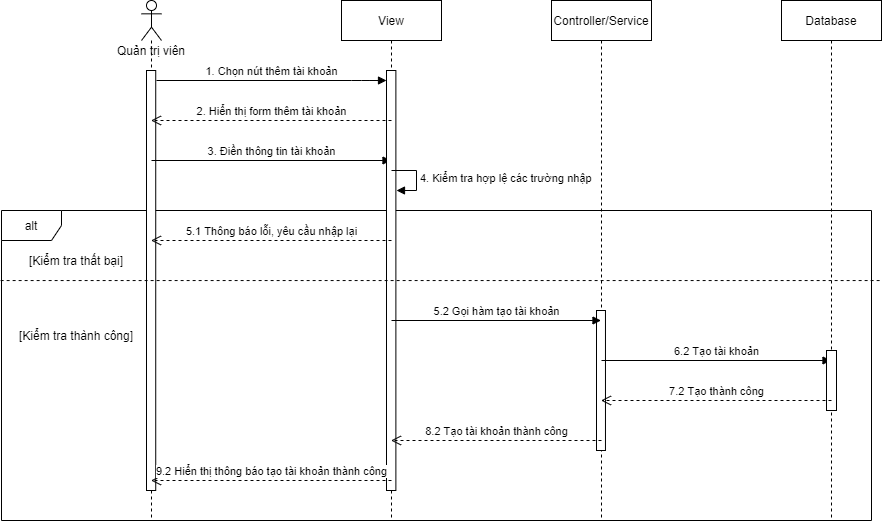 Quản trị viên
View
Controller/Service
Database
1. Chọn nút thêm tài khoản
2. Hiển thị form thêm tài khoản
3. Điền thông tin tài khoản
4. Kiểm tra hợp lệ các trường nhập
alt
5.1 Thông báo lỗi, yêu cầu nhập lại
[Kiểm tra thất bại]
5.2 Gọi hàm tạo tài khoản
[Kiểm tra thành công]
6.2 Tạo tài khoản
7.2 Tạo thành công
8.2 Tạo tài khoản thành công
9.2 Hiển thị thông báo tạo tài khoản thành công